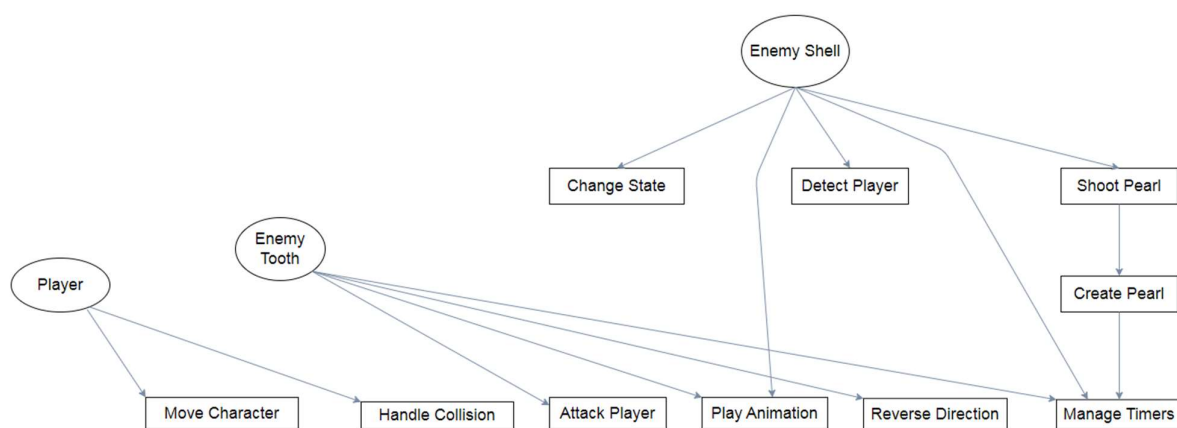 Enemy Shell
Change State
Detect Player
Shoot Pearl
Enemy
Tooth
Player
Create Pearl
Move Character
Handle Collision
Attack Player
Play Animation
Reverse Direction
Manage Timers